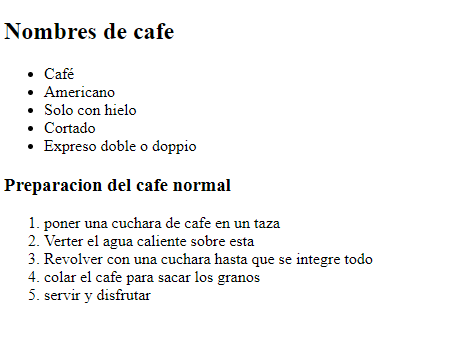 Nombres de cafe
• Café
• Americano
• Solo con hielo
• Cortado
• Expreso doble o doppio
Preparacion del cafe normal
1. poner una cuchara de cafe en un taza
2. Verter el agua caliente sobre esta
3. Revolver con una cuchara hasta que se integre todo
4. colar el cafe para sacar los granos
5. servir y disfrutar